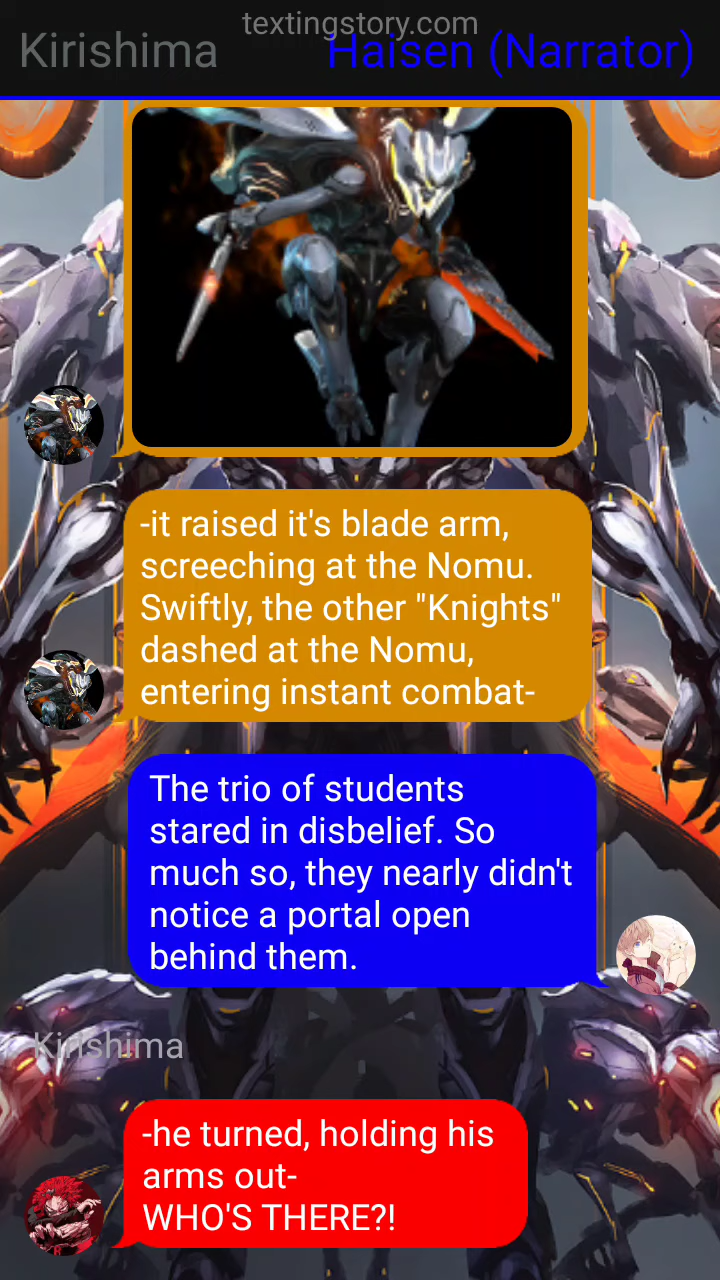 textingstory.com
Kirishima
Haisen (Narrator)
-it raised it's blade arm,
screeching at the Nomu.
Swiftly, the other "Knights"
dashed at the Nomu,
entering instant combat-
The trio of students
stared in disbelief. So
much so, they nearly didn't
notice a portal open
behind them.
Kirishima
-he turned, holding his
arms out-
WHO'S THERE?!